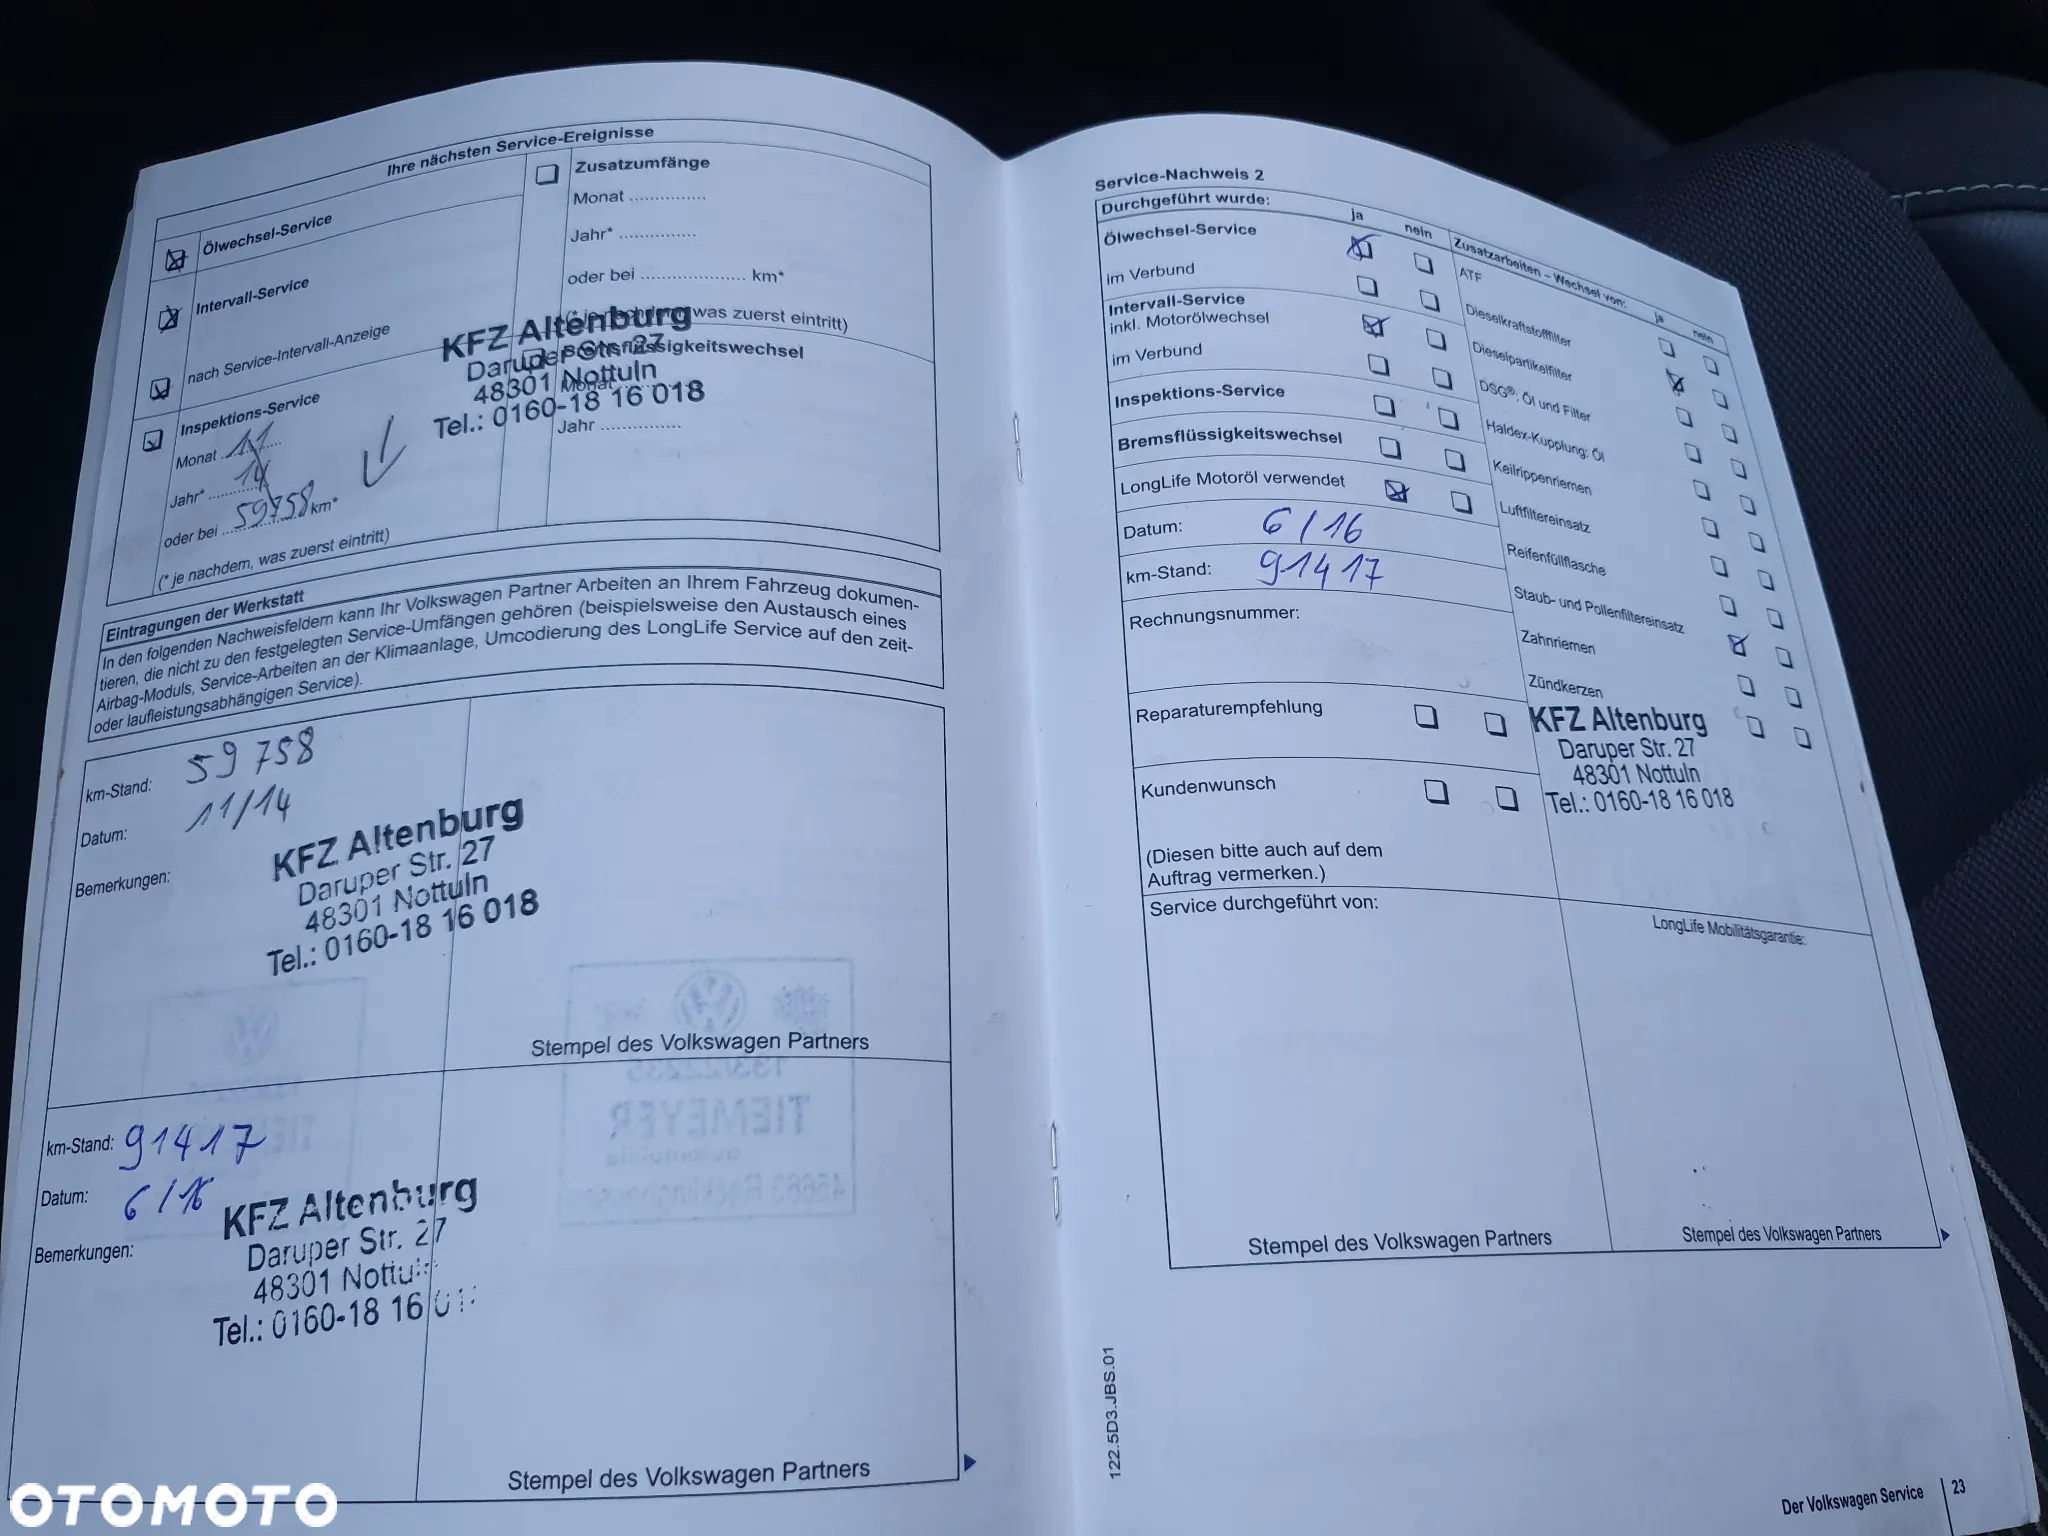 Ihre nächsten Service-Ereignisse
Ölwechsel-Service
Intervall-Service
nach Service-Intervall-Anzeige
Inspektions-Service
Monat 11
Jahr* 14
oder bei 59758 km*
(* je nachdem, was zuerst eintritt)
Zusatzumfänge
Monat ...............
Jahr* ...............
oder bei .................... km*
(* je nachdem, was zuerst eintritt)
Bremsflüssigkeitswechsel
Monat
Jahr ...............
KFZ Altenburg
Daruper Str. 27
48301 Nottuln
Tel.: 0160-18 16 018
Eintragungen der Werkstatt
In den folgenden Nachweisfeldern kann Ihr Volkswagen Partner Arbeiten an Ihrem Fahrzeug dokumen-
tieren, die nicht zu den festgelegten Service-Umfängen gehören (beispielsweise den Austausch eines
Airbag-Moduls, Service-Arbeiten an der Klimaanlage, Umcodierung des LongLife Service auf den zeit-
oder laufleistungsabhängigen Service).
km-Stand: 59 758
Datum: 11/14
Bemerkungen:
KFZ Altenburg
Daruper Str. 27
48301 Nottuln
Tel.: 0160-18 16 018
Stempel des Volkswagen Partners
km-Stand: 91417
Datum: 6/16
Bemerkungen:
KFZ Altenburg
Daruper Str. 27
48301
Tel.: 0160-18 16
TIEMEYER
Stempel des Volkswagen Partners
Service-Nachweis 2
Durchgeführt wurde:
ja nein
Ölwechsel-Service
im Verbund
Intervall-Service
inkl. Motorölwechsel
im Verbund
Inspektions-Service
Bremsflüssigkeitswechsel
LongLife Motoröl verwendet
Datum: 6/16
km-Stand: 91417
Rechnungsnummer:
Reparaturempfehlung
Kundenwunsch
(Diesen bitte auch auf dem
Auftrag vermerken.)
Zusatzarbeiten – Wechsel von:
ja nein
ATF
Dieselkraftstofffilter
Dieselpartikelfilter
DSG®: Öl und Filter
Haldex-Kupplung: Öl
Keilrippenriemen
Luftfiltereinsatz
Reifenfüllflasche
Staub- und Pollenfiltereinsatz
Zahnriemen
Zündkerzen
KFZ Altenburg
Daruper Str. 27
48301 Nottuln
Tel.: 0160-18 16 018
Service durchgeführt von:
LongLife Mobilitätsgarantie:
Stempel des Volkswagen Partners
Stempel des Volkswagen Partners
122.5D3.JBS.01
Der Volkswagen Service 23
OTOMOTO